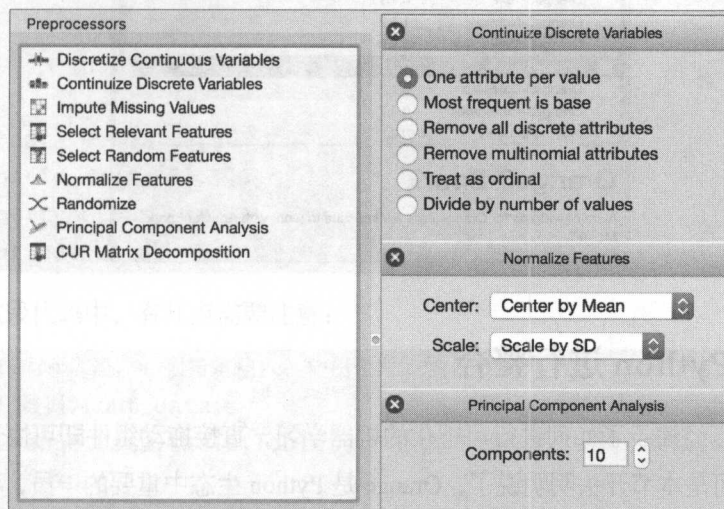 Preprocessors
Discretize Continuous Variables
Continuize Discrete Variables
Impute Missing Values
Select Relevant Features
Select Random Features
Normalize Features
Randomize
Principal Component Analysis
CUR Matrix Decomposition
Continuize Discrete Variables
One attribute per value
Most frequent is base
Remove all discrete attributes
Remove multinomial attributes
Treat as ordinal
Divide by number of values
Normalize Features
Center: Center by Mean
Scale: Scale by SD
Principal Component Analysis
Components: 10